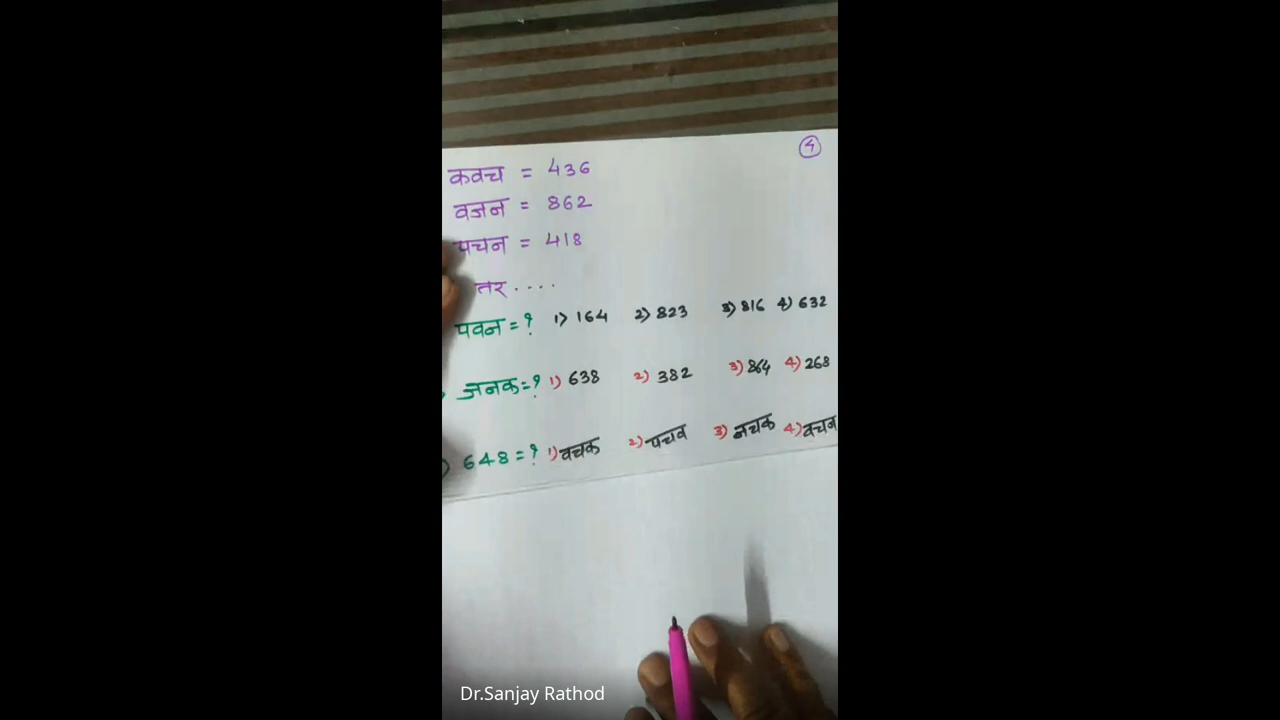 4
कवच = 436
वजन = 862
पचन = 418
तर ....
पवन = ? 1) 164 2) 823 3) 816 4) 632
जनक = ? 1) 638 2) 382 3) 864 4) 268
648 = ? 1) वचक 2) पचव 3) नचक 4) वचन
Dr.Sanjay Rathod